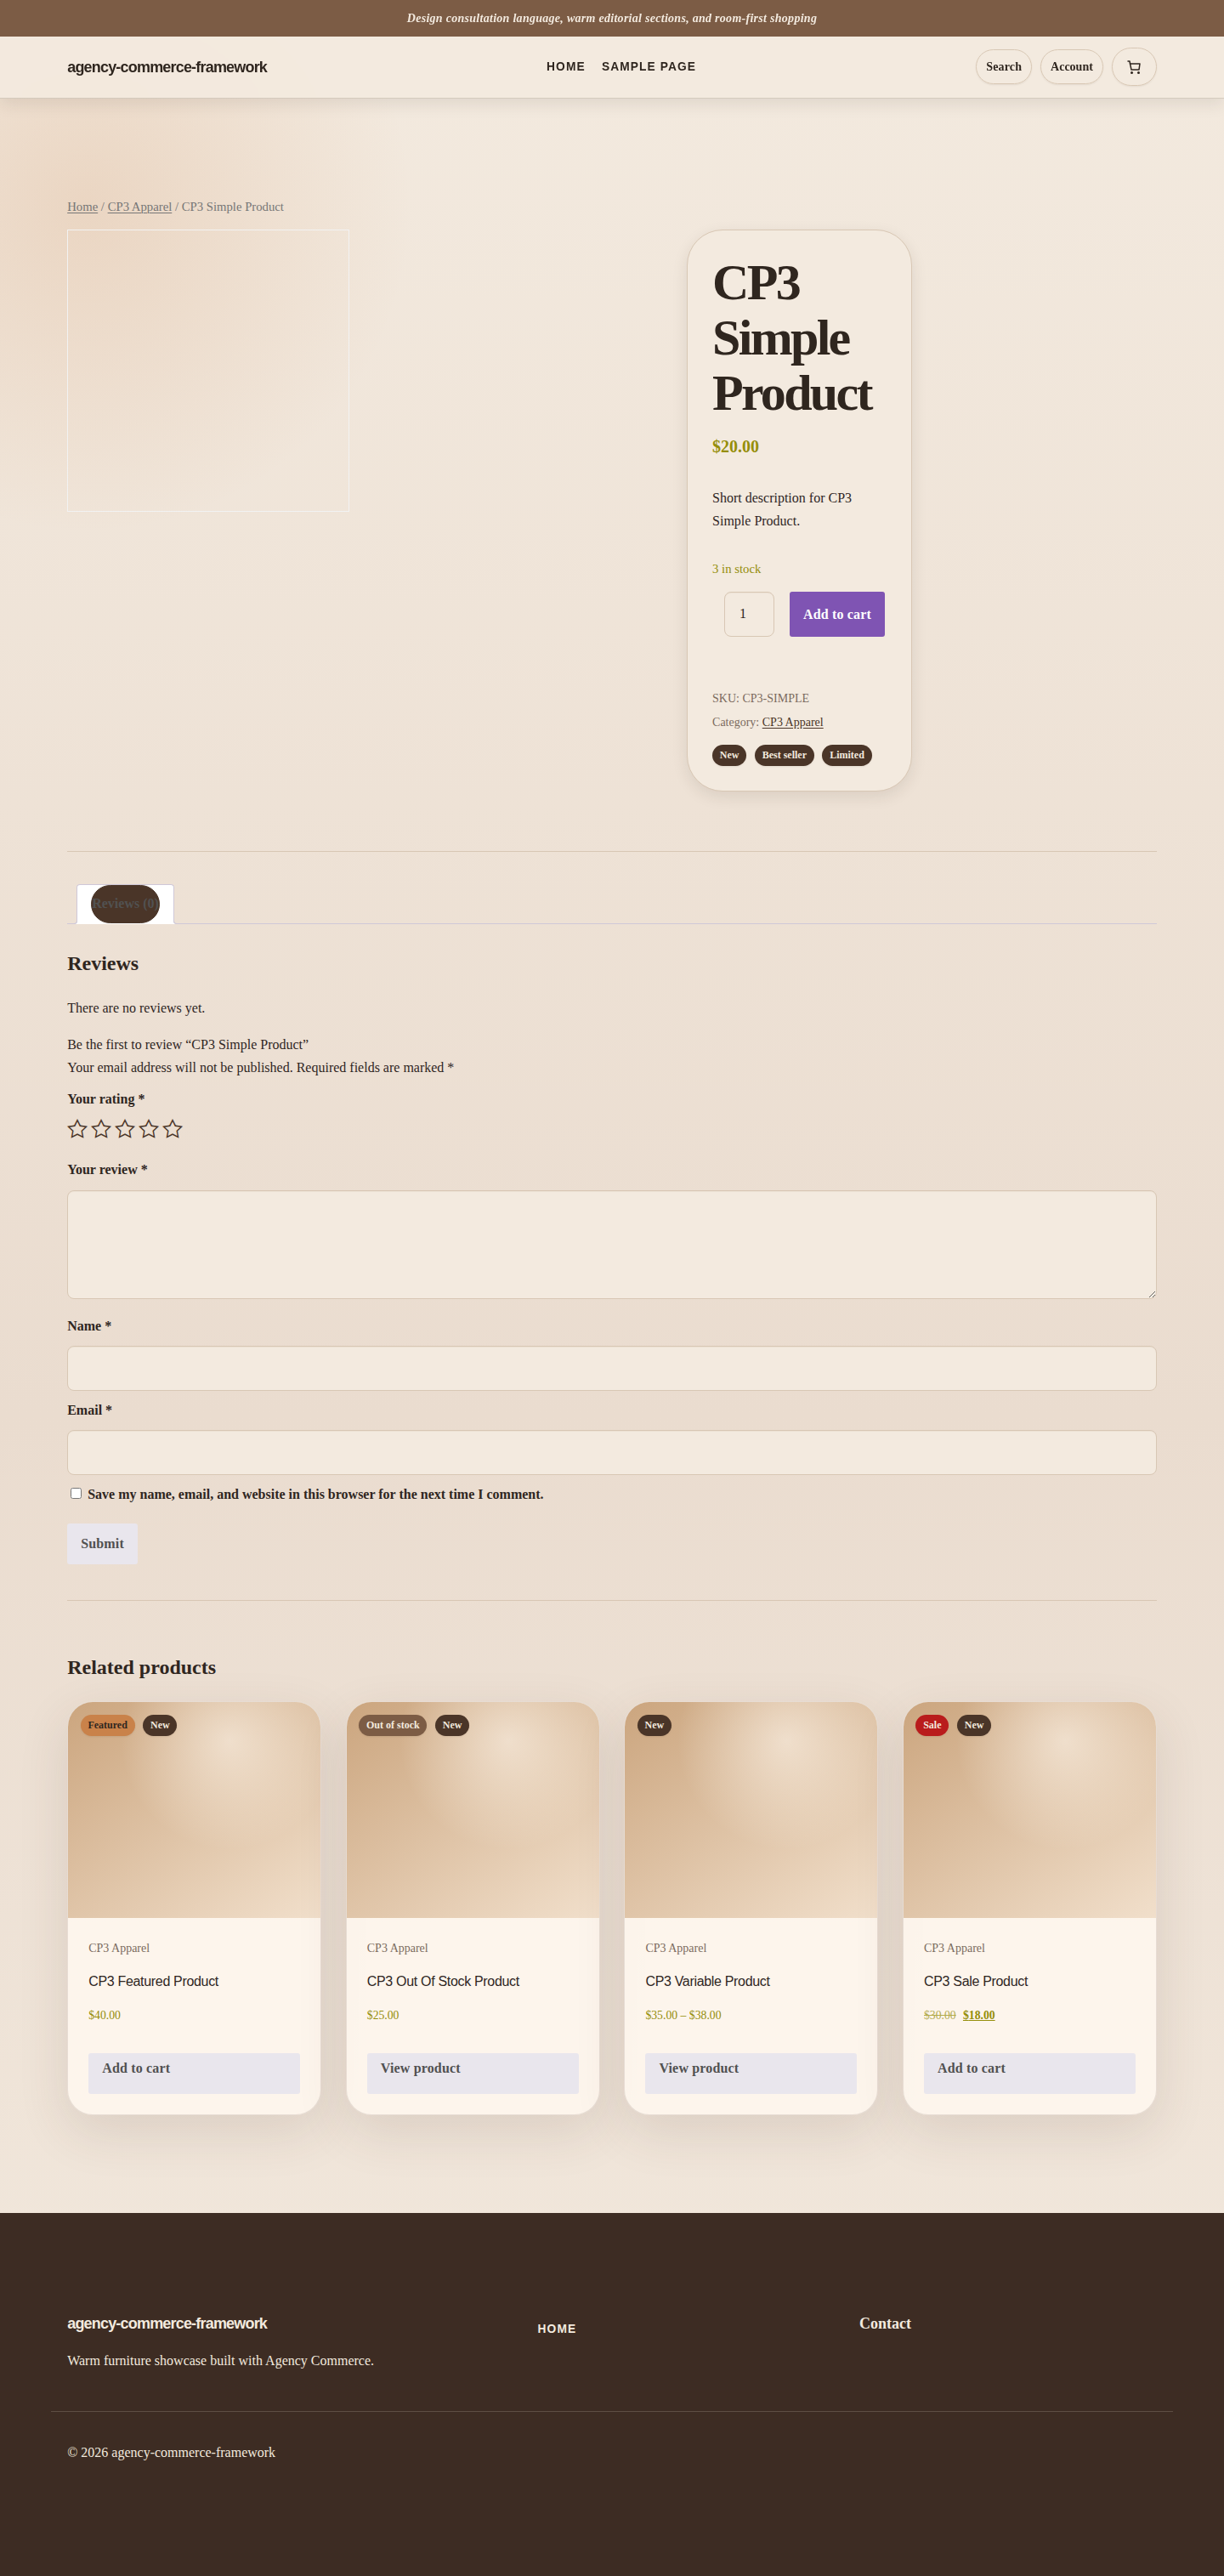 Design consultation language, warm editorial sections, and room-first shopping
agency-commerce-framework
HOME SAMPLE PAGE
Search Account
Home / CP3 Apparel / CP3 Simple Product
CP3
Simple
Product
$20.00
Short description for CP3
Simple Product.
3 in stock
1 Add to cart
SKU: CP3-SIMPLE
Category: CP3 Apparel
New Best seller Limited
Reviews (0)
Reviews
There are no reviews yet.
Be the first to review “CP3 Simple Product”
Your email address will not be published. Required fields are marked *
Your rating *
Your review *
Name *
Email *
Save my name, email, and website in this browser for the next time I comment.
Submit
Related products
Featured New
CP3 Apparel
CP3 Featured Product
$40.00
Add to cart
Out of stock New
CP3 Apparel
CP3 Out Of Stock Product
$25.00
View product
New
CP3 Apparel
CP3 Variable Product
$35.00 – $38.00
View product
Sale New
CP3 Apparel
CP3 Sale Product
$30.00 $18.00
Add to cart
agency-commerce-framework
Warm furniture showcase built with Agency Commerce.
HOME
Contact
© 2026 agency-commerce-framework